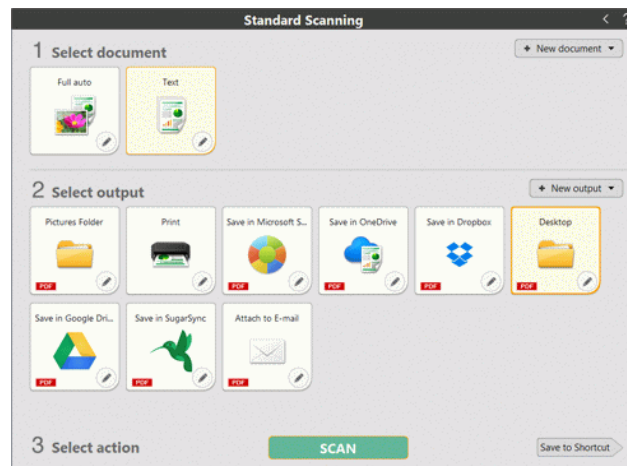 Standard Scanning < ?
1 Select document
+ New document
Full auto
Text
2 Select output
+ New output
Pictures Folder
Print
Save in Microsoft S...
Save in OneDrive
Save in Dropbox
Desktop
PDF
PDF
PDF
PDF
PDF
Save in Google Dri...
Save in SugarSync
Attach to E-mail
PDF
PDF
PDF
3 Select action
SCAN
Save to Shortcut